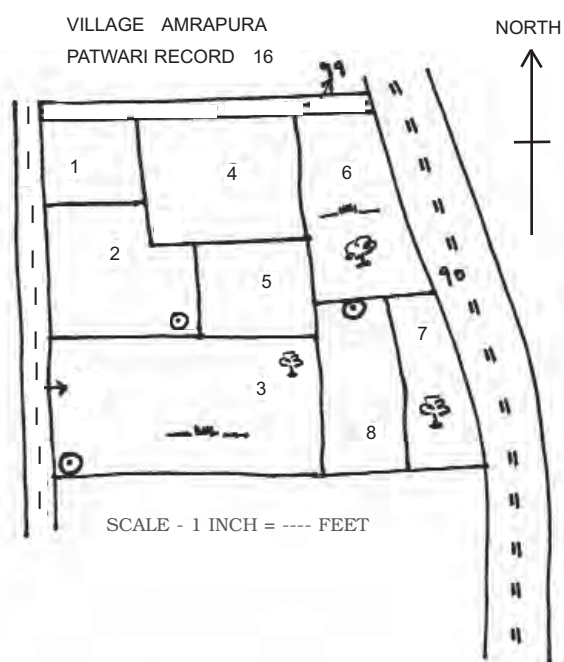 VILLAGE AMRAPURA
PATWARI RECORD 16
NORTH
99
1
4
6
2
5
90
7
3
8
SCALE - 1 INCH = ---- FEET